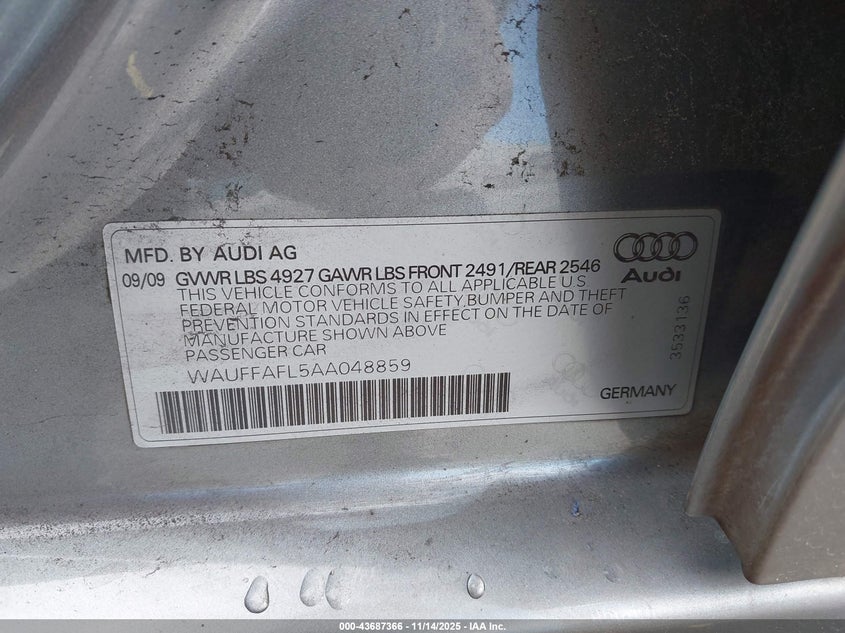 MFD. BY AUDI AG
09/09 GVWR LBS 4927 GAWR LBS FRONT 2491/REAR 2546
THIS VEHICLE CONFORMS TO ALL APPLICABLE U S
FEDERAL MOTOR VEHICLE SAFETY,BUMPER AND THEFT
PREVENTION STANDARDS IN EFFECT ON THE DATE OF
MANUFACTURE SHOWN ABOVE
PASSENGER CAR
WAUFFAFL5AA048859
Audi
3533136
GERMANY
000-43687366 - 11/14/2025 - IAA Inc.